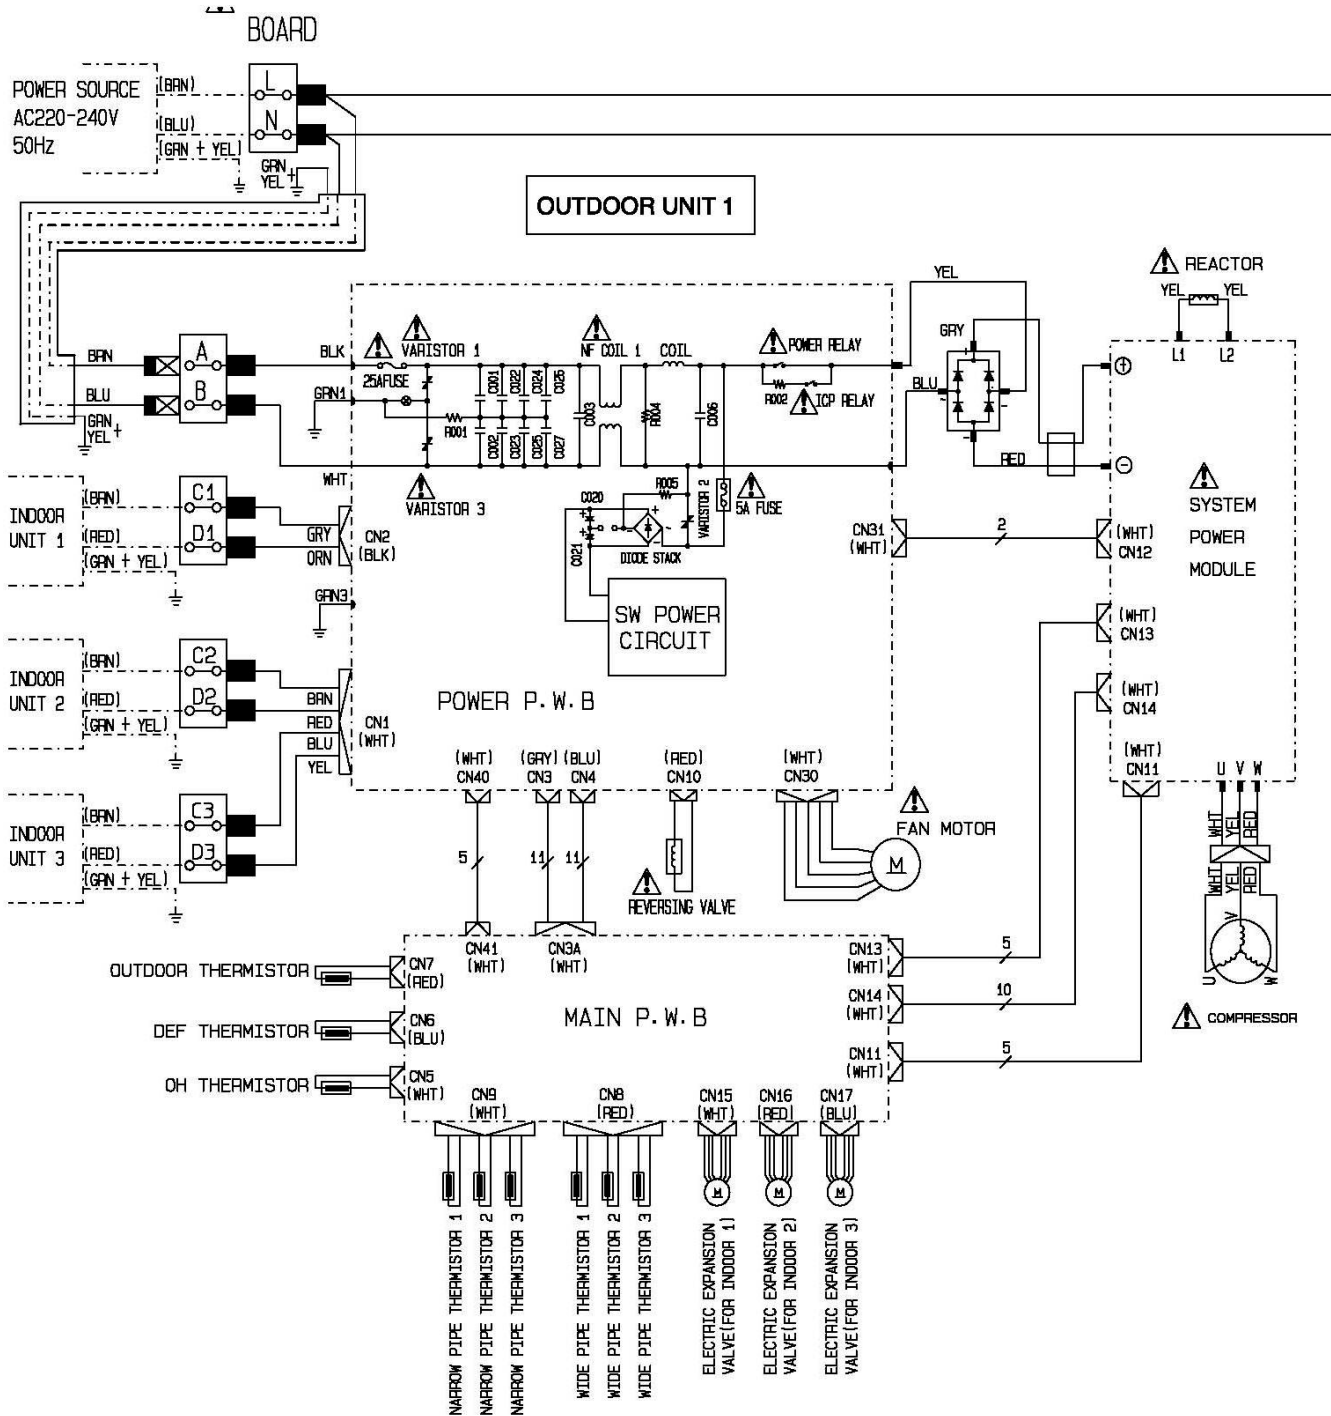 BOARD
POWER SOURCE
AC220-240V
50Hz
(BRN)
(BLU)
(GRN + YEL)
L
N
GRN
YEL
OUTDOOR UNIT 1
BRN
BLU
GRN
YEL
A
B
BLK
GRN1
WHT
25AFUSE
VARISTOR 1
VARISTOR 3
R001
C001
C022
C024
C026
C002
C023
C025
C027
C003
NF COIL 1
COIL
R004
C006
POWER RELAY
R002
ICP RELAY
R005
VARISTOR 2
5A FUSE
C020
C021
DIODE STACK
SW POWER
CIRCUIT
YEL
GRY
BLU
RED
REACTOR
YEL
YEL
L1
L2
+
−
SYSTEM
POWER
MODULE
INDOOR
UNIT 1
(BRN)
(RED)
(GRN + YEL)
C1
D1
GRY
ORN
CN2
(BLK)
GRN3
INDOOR
UNIT 2
(BRN)
(RED)
(GRN + YEL)
C2
D2
BRN
RED
BLU
YEL
CN1
(WHT)
INDOOR
UNIT 3
(BRN)
(RED)
(GRN + YEL)
C3
D3
CN31
(WHT)
2
(WHT)
CN12
(WHT)
CN13
(WHT)
CN14
(WHT)
CN11
U V W
WHT
YEL
RED
WHT
YEL
RED
V
U
W
COMPRESSOR
POWER P.W.B
(WHT)
CN40
(GRY)
CN3
(BLU)
CN4
(RED)
CN10
(WHT)
CN30
FAN MOTOR
M
5
11
11
REVERSING VALVE
CN41
(WHT)
CN3A
(WHT)
CN13
(WHT)
5
CN14
(WHT)
10
CN11
(WHT)
5
MAIN P.W.B
OUTDOOR THERMISTOR
CN7
(RED)
DEF THERMISTOR
CN6
(BLU)
OH THERMISTOR
CN5
(WHT)
CN9
(WHT)
CN8
(RED)
CN15
(WHT)
CN16
(RED)
CN17
(BLU)
M
M
M
NARROW PIPE THERMISTOR 1
NARROW PIPE THERMISTOR 2
NARROW PIPE THERMISTOR 3
WIDE PIPE THERMISTOR 1
WIDE PIPE THERMISTOR 2
WIDE PIPE THERMISTOR 3
ELECTRIC EXPANSION
VALVE(FOR INDOOR 1)
ELECTRIC EXPANSION
VALVE(FOR INDOOR 2)
ELECTRIC EXPANSION
VALVE(FOR INDOOR 3)